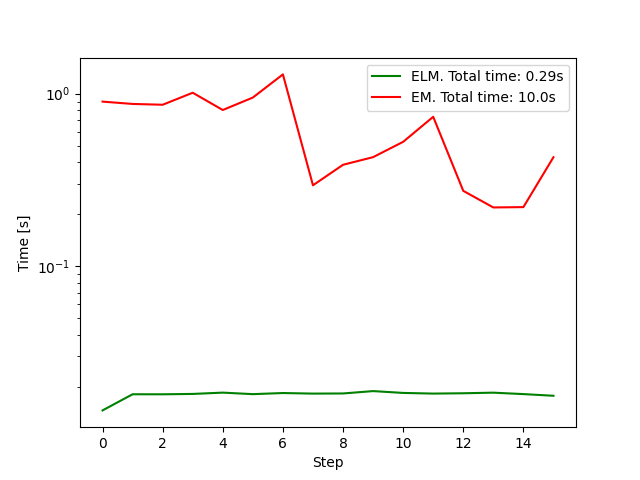 ELM. Total time: 0.29s
EM. Total time: 10.0s
10⁰
10⁻¹
Time [s]
0 2 4 6 8 10 12 14
Step